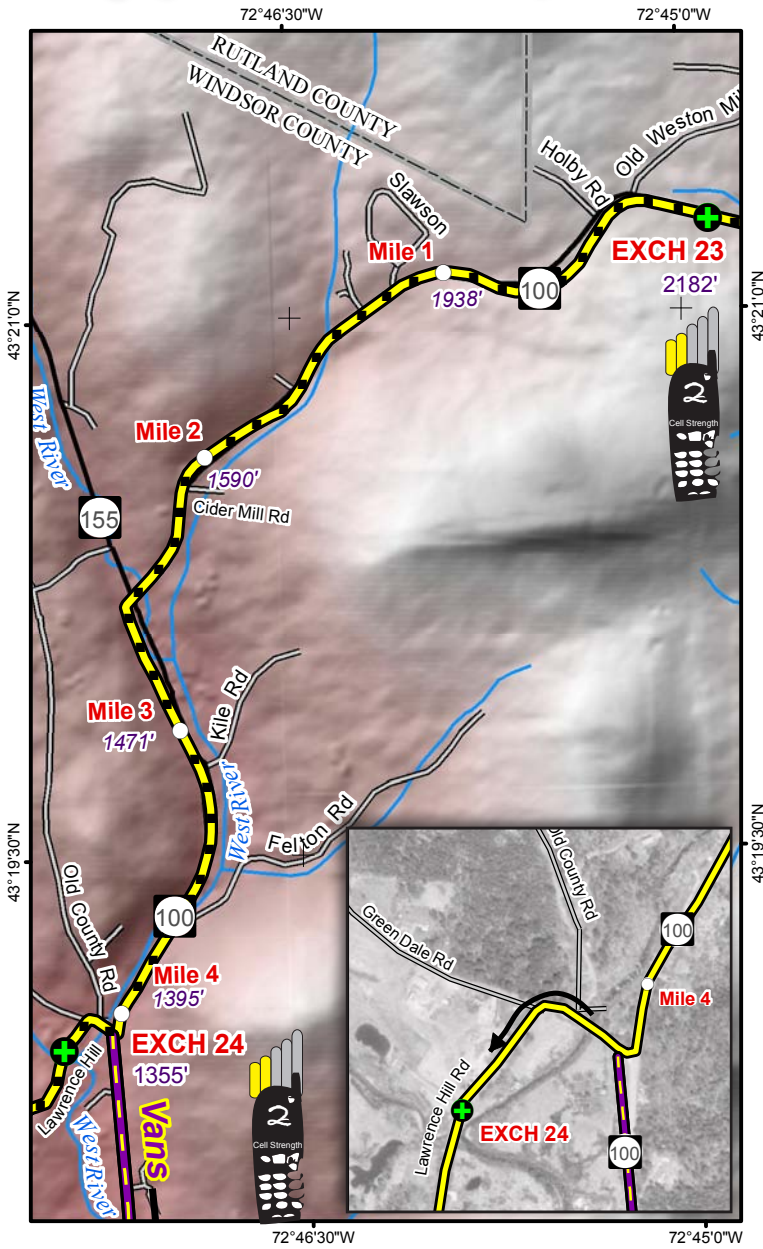 72°46'30"W
72°45'0"W
RUTLAND COUNTY
WINDSOR COUNTY
Old Weston Mil
Holby Rd
Slawson
Mile 1
EXCH 23
1938'
100
2182'
43°21'0"N
43°21'0"N
2
Cell Strength
West River
Mile 2
1590'
Cider Mill Rd
155
Kile Rd
Mile 3
1471'
West River
Felton Rd
43°19'30"N
43°19'30"N
Old County Rd
100
Mile 4
1395'
EXCH 24
1355'
Lawrence Hill
Vans
West River
2
Cell Strength
Old County Rd
Green Dale Rd
100
Mile 4
Lawrence Hill Rd
EXCH 24
100
72°46'30"W
72°45'0"W